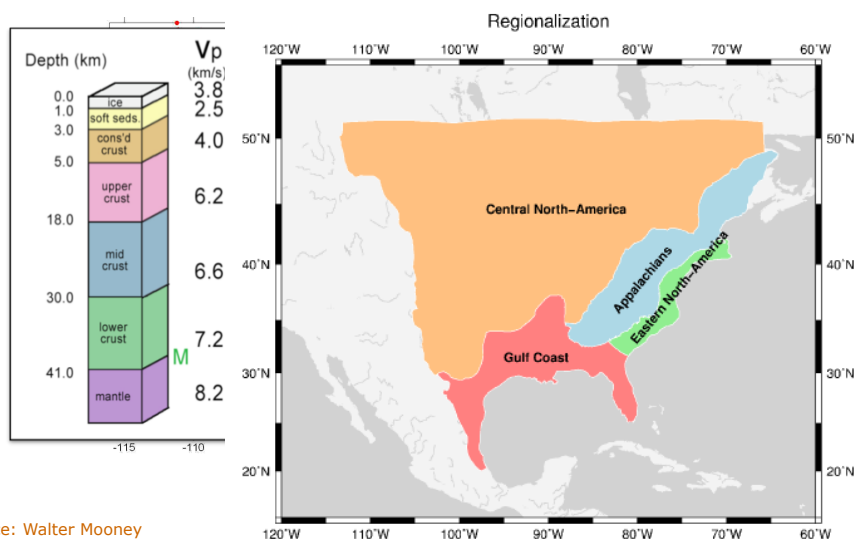 Depth (km)
Vp
(km/s)
0.0
ice
3.8
1.0
soft seds.
2.5
3.0
cons'd
crust
4.0
5.0
upper
crust
6.2
18.0
mid
crust
6.6
30.0
lower
crust
7.2
M
41.0
mantle
8.2
-115
-110
e: Walter Mooney
Regionalization
120˚W
110˚W
100˚W
90˚W
80˚W
70˚W
60˚W
50˚N
50˚N
Central North-America
40˚N
40˚N
Appalachians
Eastern North-America
Gulf Coast
30˚N
30˚N
20˚N
20˚N
120˚W
110˚W
100˚W
90˚W
80˚W
70˚W
60˚W